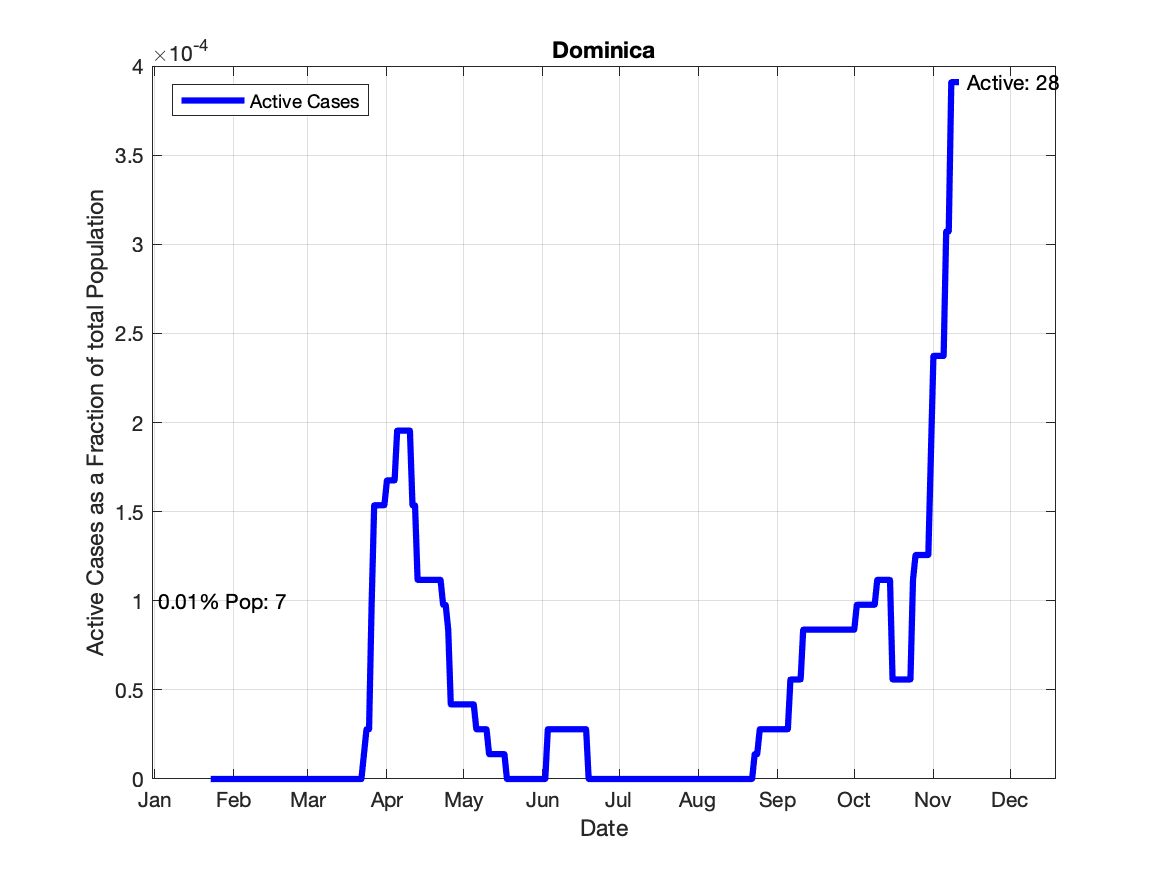 Dominica
×10⁻⁴
4
3.5
3
2.5
2
1.5
1
0.5
0
Active Cases as a Fraction of total Population
Active Cases
Active: 28
0.01% Pop: 7
Jan Feb Mar Apr May Jun Jul Aug Sep Oct Nov Dec
Date